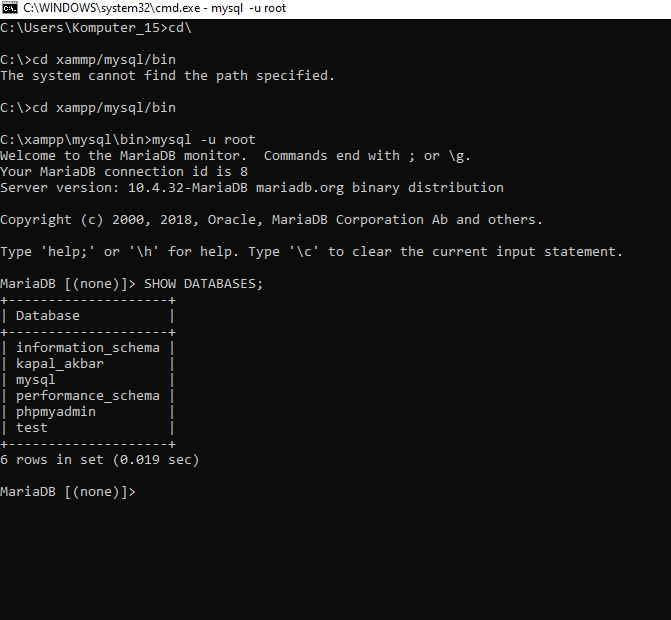 C:\WINDOWS\system32\cmd.exe - mysql  -u root
C:\Users\Komputer_15>cd\
C:\>cd xammp/mysql/bin
The system cannot find the path specified.
C:\>cd xampp/mysql/bin
C:\xampp\mysql\bin>mysql -u root
Welcome to the MariaDB monitor.  Commands end with ; or \g.
Your MariaDB connection id is 8
Server version: 10.4.32-MariaDB mariadb.org binary distribution
Copyright (c) 2000, 2018, Oracle, MariaDB Corporation Ab and others.
Type 'help;' or '\h' for help. Type '\c' to clear the current input statement.
MariaDB [(none)]> SHOW DATABASES;
+--------------------+
| Database           |
+--------------------+
| information_schema |
| kapal_akbar        |
| mysql              |
| performance_schema |
| phpmyadmin         |
| test               |
+--------------------+
6 rows in set (0.019 sec)
MariaDB [(none)]>